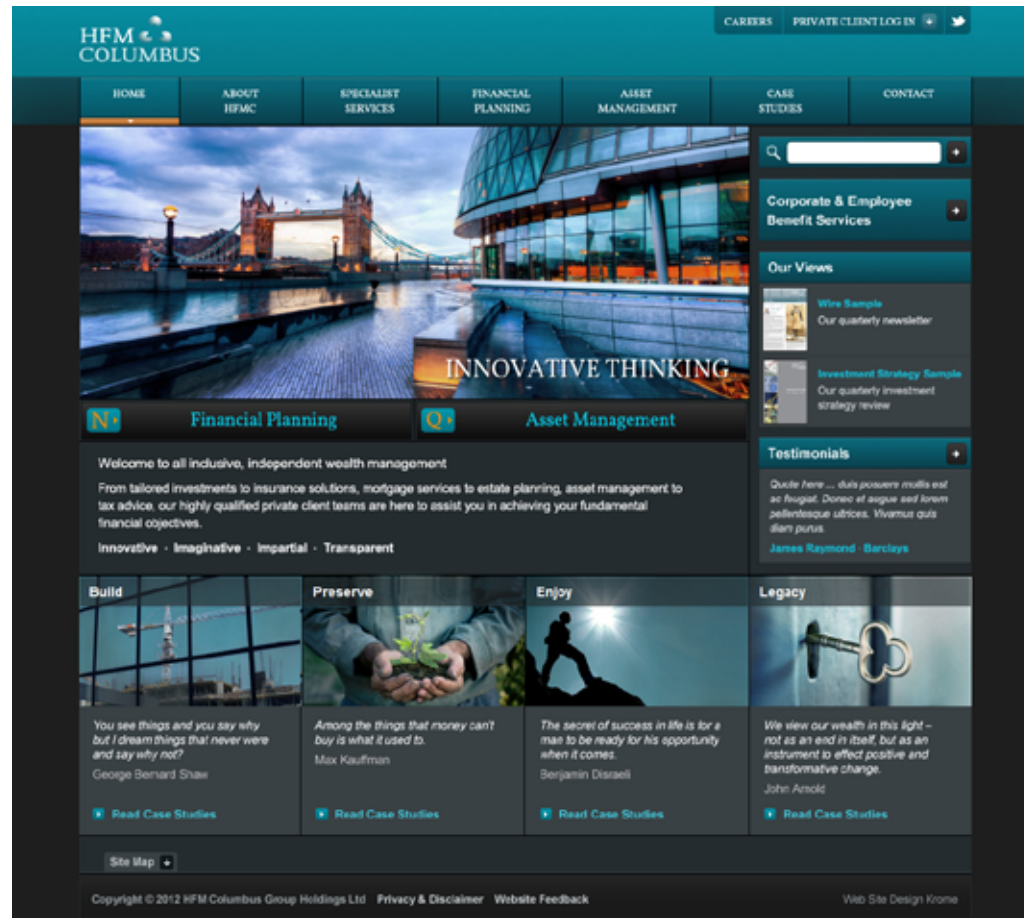 CAREERS
PRIVATE CLIENT LOG IN
HFM
COLUMBUS
HOME
ABOUT
HFMC
SPECIALIST
SERVICES
FINANCIAL
PLANNING
ASSET
MANAGEMENT
CASE
STUDIES
CONTACT
INNOVATIVE THINKING
N
Financial Planning
Q
Asset Management
Welcome to all inclusive, independent wealth management
From tailored investments to insurance solutions, mortgage services to estate planning, asset management to
tax advice, our highly qualified private client teams are here to assist you in achieving your fundamental
financial objectives.
Innovative · Imaginative · Impartial · Transparent
Corporate & Employee
Benefit Services
Our Views
Wire Sample
Our quarterly newsletter
Investment Strategy Sample
Our quarterly investment
strategy review
Testimonials
Quote here ... duis posuere mollis est
ac feugiat. Donec et augue sed lorem
pellentesque ultrices. Vivamus quis
diam purus.
James Raymond - Barclays
Build
You see things and you say why
but I dream things that never were
and say why not?
George Bernard Shaw
Read Case Studies
Preserve
Among the things that money can't
buy is what it used to.
Max Kauffman
Read Case Studies
Enjoy
The secret of success in life is for a
man to be ready for his opportunity
when it comes.
Benjamin Disraeli
Read Case Studies
Legacy
We view our wealth in this light –
not as an end in itself, but as an
instrument to effect positive and
transformative change.
John Arnold
Read Case Studies
Site Map
Copyright © 2012 HFM Columbus Group Holdings Ltd Privacy & Disclaimer Website Feedback
Web Site Design Krome